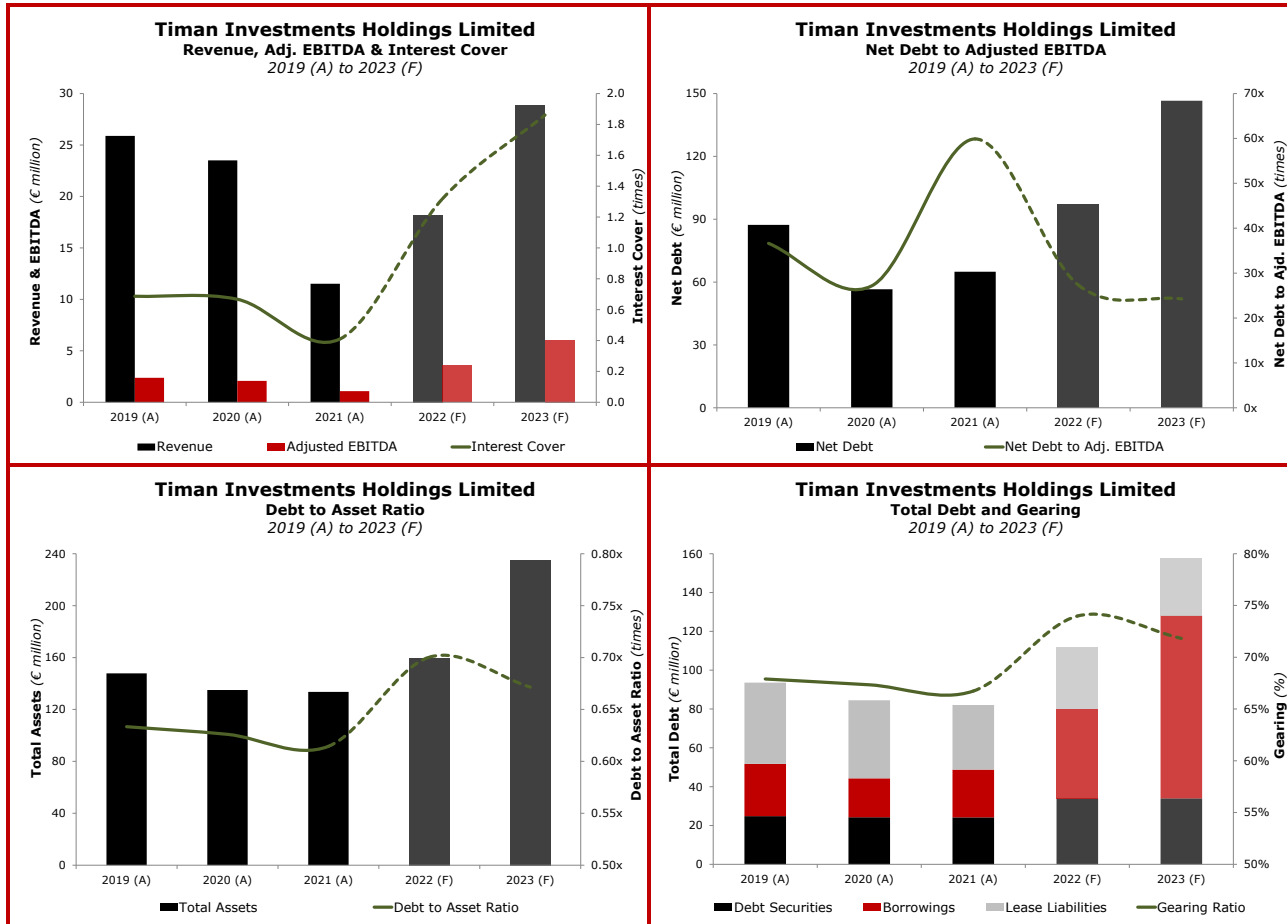 Timan Investments Holdings Limited
Revenue, Adj. EBITDA & Interest Cover
2019 (A) to 2023 (F)
30
25
20
15
10
5
0
Revenue & EBITDA (€ million)
2.0
1.8
1.6
1.4
1.2
1.0
0.8
0.6
0.4
0.2
0.0
Interest Cover (times)
2019 (A) 2020 (A) 2021 (A) 2022 (F) 2023 (F)
Revenue Adjusted EBITDA Interest Cover
Timan Investments Holdings Limited
Net Debt to Adjusted EBITDA
2019 (A) to 2023 (F)
150
120
90
60
30
0
Net Debt (€ million)
70x
60x
50x
40x
30x
20x
10x
0x
Net Debt to Ajd. EBITDA (times)
2019 (A) 2020 (A) 2021 (A) 2022 (F) 2023 (F)
Net Debt Net Debt to Adj. EBITDA
Timan Investments Holdings Limited
Debt to Asset Ratio
2019 (A) to 2023 (F)
240
200
160
120
80
40
0
Total Assets (€ million)
0.80x
0.75x
0.70x
0.65x
0.60x
0.55x
0.50x
Debt to Asset Ratio (times)
2019 (A) 2020 (A) 2021 (A) 2022 (F) 2023 (F)
Total Assets Debt to Asset Ratio
Timan Investments Holdings Limited
Total Debt and Gearing
2019 (A) to 2023 (F)
160
140
120
100
80
60
40
20
0
Total Debt (€ million)
80%
75%
70%
65%
60%
55%
50%
Gearing (%)
2019 (A) 2020 (A) 2021 (A) 2022 (F) 2023 (F)
Debt Securities Borrowings Lease Liabilities Gearing Ratio